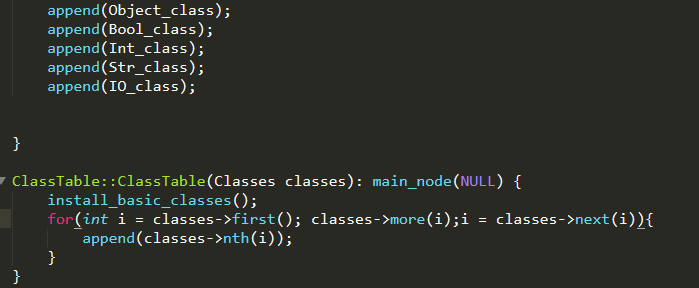 append(Object_class);
append(Bool_class);
append(Int_class);
append(Str_class);
append(IO_class);
}
ClassTable::ClassTable(Classes classes): main_node(NULL) {
install_basic_classes();
for(int i = classes->first(); classes->more(i);i = classes->next(i)){
append(classes->nth(i));
}
}